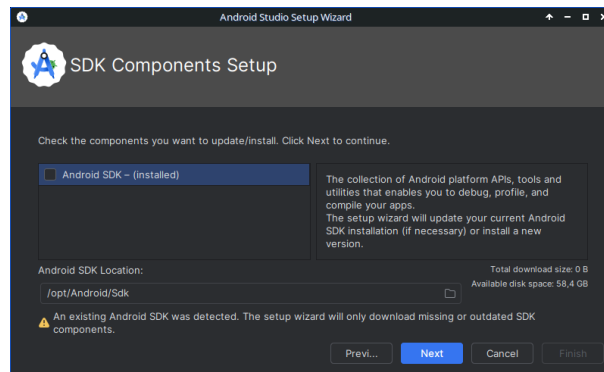 Android Studio Setup Wizard
SDK Components Setup
Check the components you want to update/install. Click Next to continue.
Android SDK – (installed)
The collection of Android platform APIs, tools and
utilities that enables you to debug, profile, and
compile your apps.
The setup wizard will update your current Android
SDK installation (if necessary) or install a new
version.
Android SDK Location:
Total download size: 0 B
/opt/Android/Sdk
Available disk space: 58,4 GB
An existing Android SDK was detected. The setup wizard will only download missing or outdated SDK
components.
Previ...
Next
Cancel
Finish